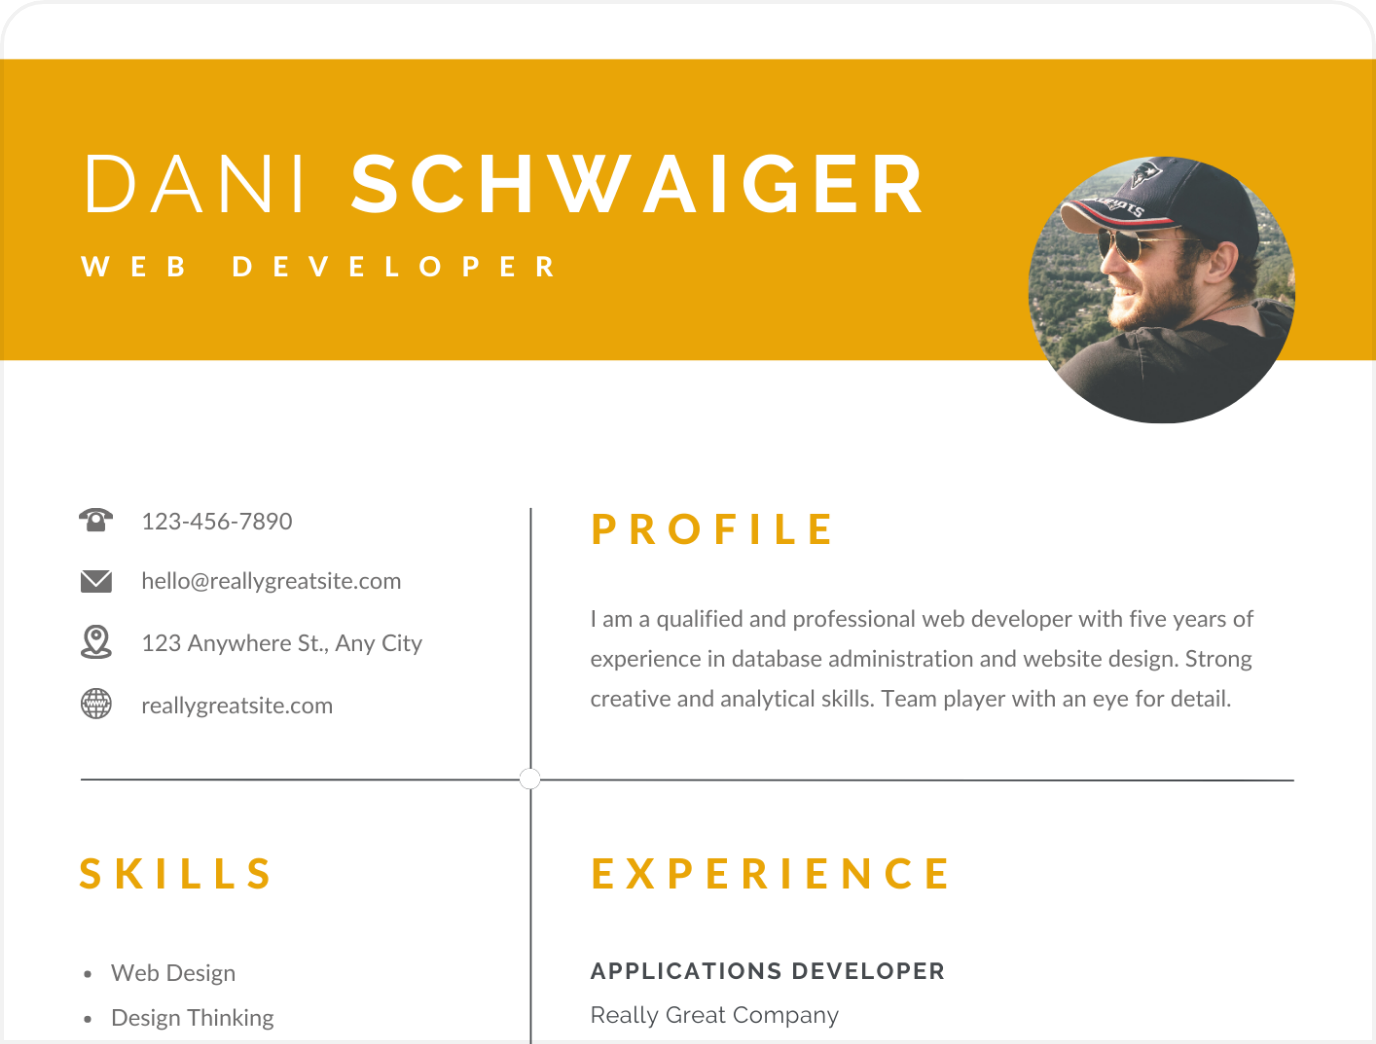 DANI SCHWAIGER
WEB DEVELOPER
123-456-7890
hello@reallygreatsite.com
123 Anywhere St., Any City
reallygreatsite.com
PROFILE
I am a qualified and professional web developer with five years of
experience in database administration and website design. Strong
creative and analytical skills. Team player with an eye for detail.
SKILLS
Web Design
Design Thinking
EXPERIENCE
APPLICATIONS DEVELOPER
Really Great Company